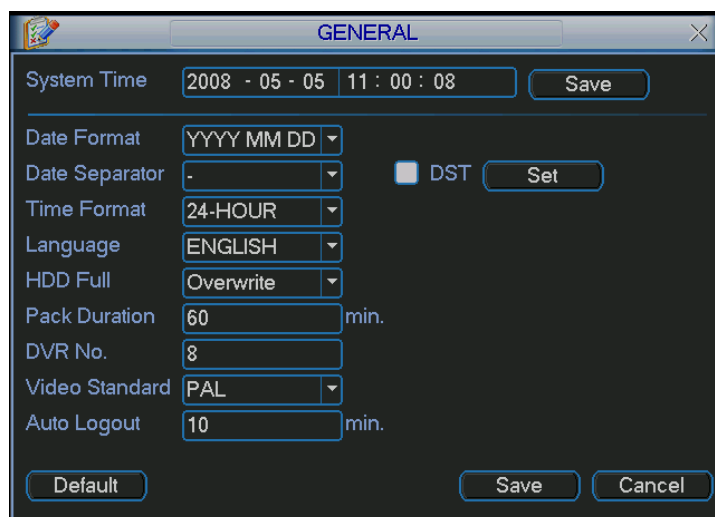 GENERAL
System Time 2008 - 05 - 05 11 : 00 : 08 Save
Date Format YYYY MM DD
Date Separator - DST Set
Time Format 24-HOUR
Language ENGLISH
HDD Full Overwrite
Pack Duration 60 min.
DVR No. 8
Video Standard PAL
Auto Logout 10 min.
Default Save Cancel